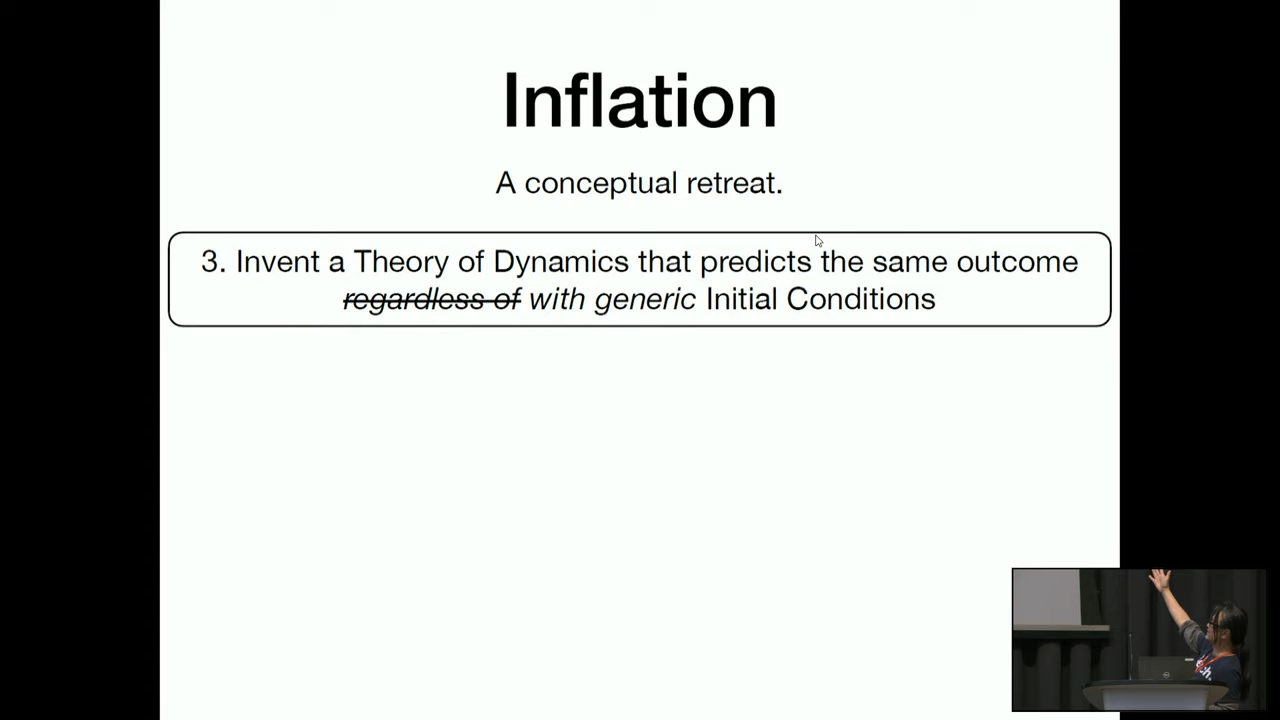 Inflation
A conceptual retreat.
3. Invent a Theory of Dynamics that predicts the same outcome
regardless of with generic Initial Conditions